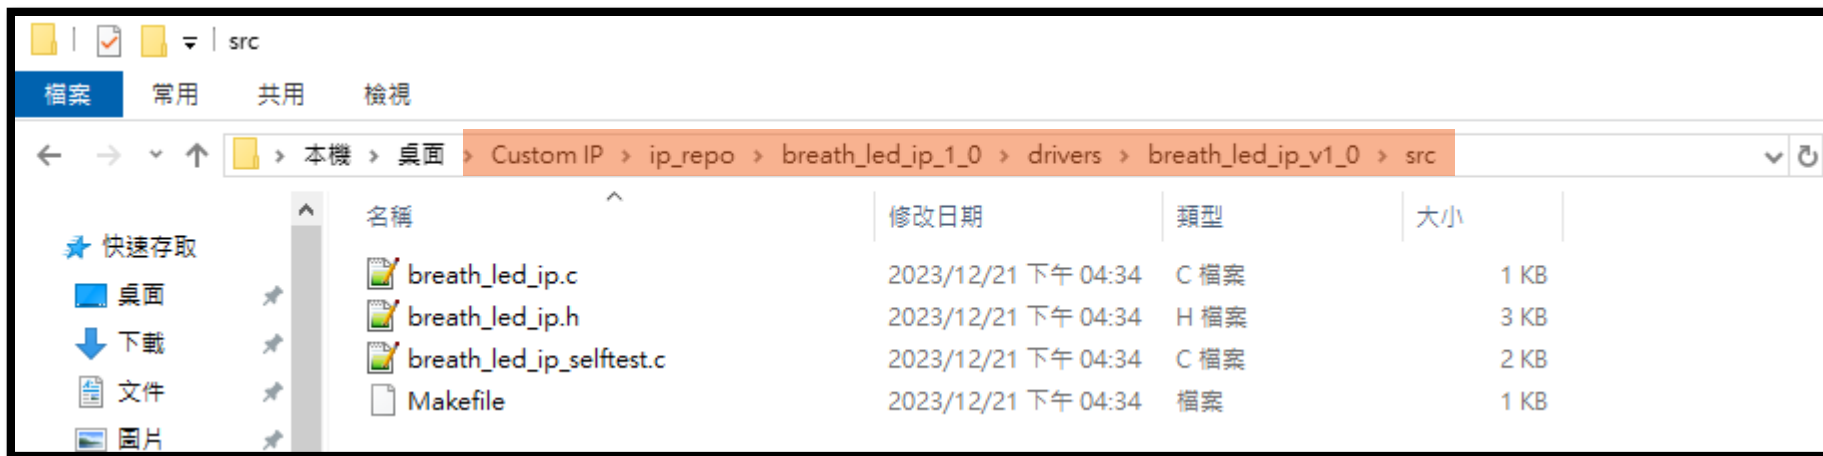 src
檔案 常用 共用 檢視
本機 > 桌面 > Custom IP > ip_repo > breath_led_ip_1_0 > drivers > breath_led_ip_v1_0 > src
名稱 修改日期 類型 大小
快速存取
桌面
下載
文件
圖片
breath_led_ip.c 2023/12/21 下午 04:34 C 檔案 1 KB
breath_led_ip.h 2023/12/21 下午 04:34 H 檔案 3 KB
breath_led_ip_selftest.c 2023/12/21 下午 04:34 C 檔案 2 KB
Makefile 2023/12/21 下午 04:34 檔案 1 KB